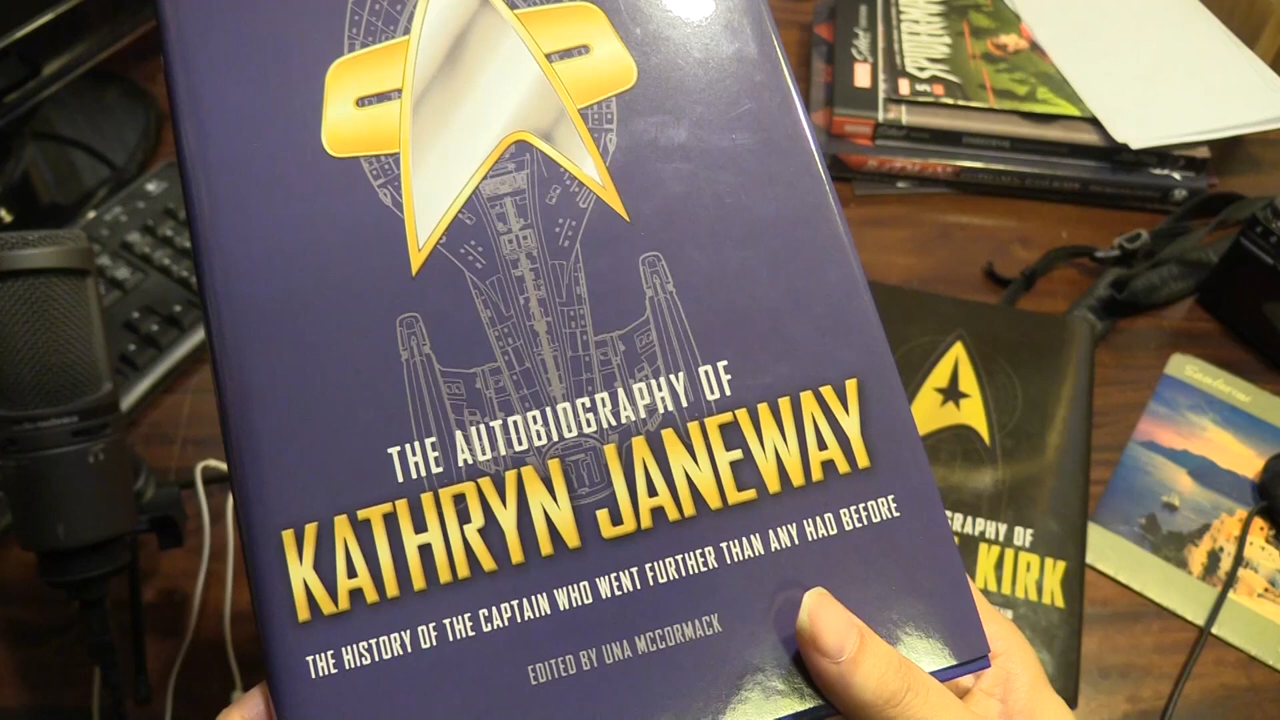 THE AUTOBIOGRAPHY OF
KATHRYN JANEWAY
THE HISTORY OF THE CAPTAIN WHO WENT FURTHER THAN ANY HAD BEFORE
EDITED BY UNA MCCORMACK
GRAPHY OF
KIRK